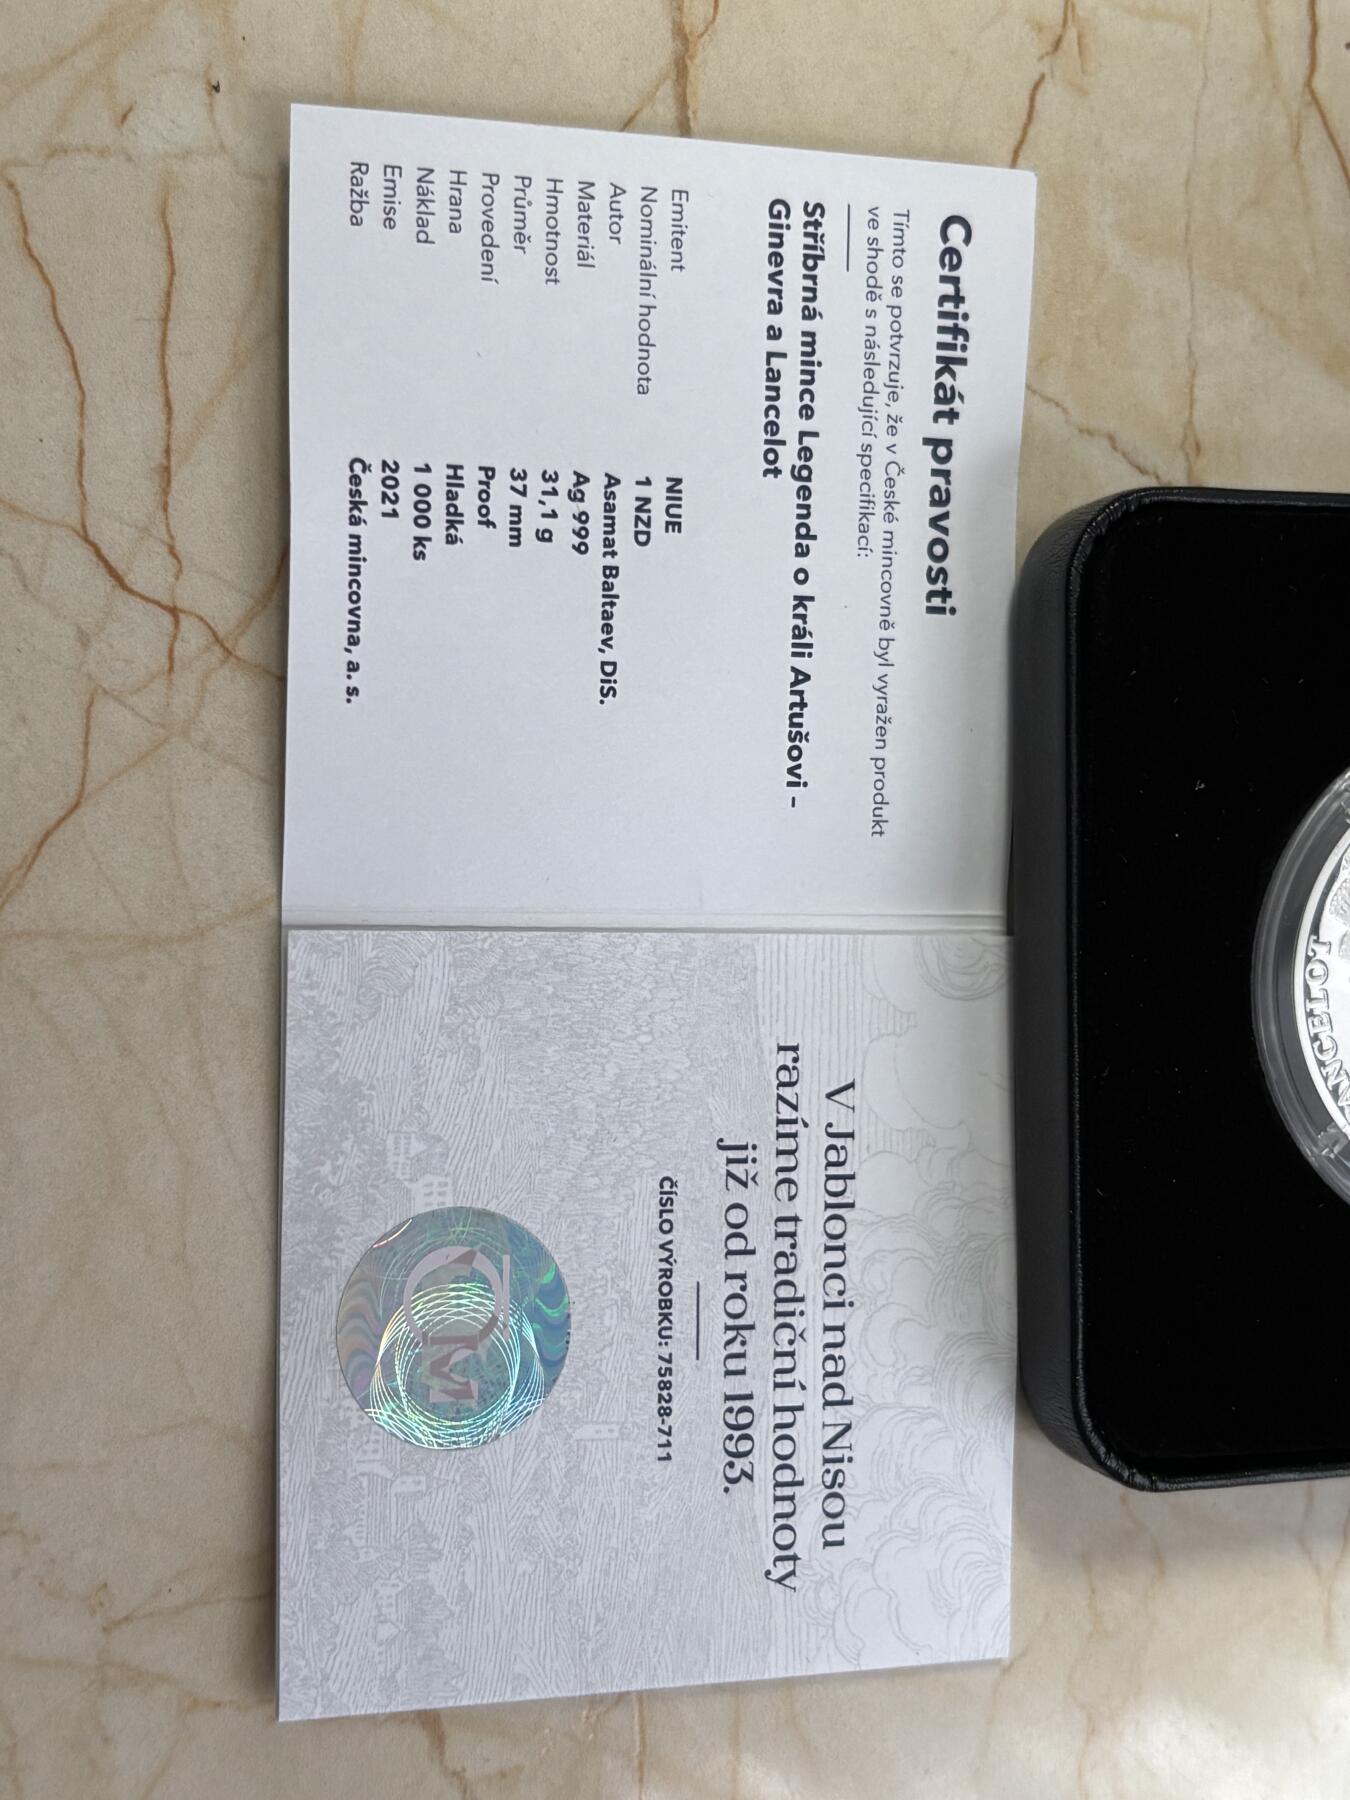 Certifikát pravosti
Tímto se potvrzuje, že v České mincovně byl vyražen produkt
ve shodě s následující specifikací:
Stříbrná mince Legenda o králi Artušovi -
Ginevra a Lancelot
Emitent NIUE
Nominální hodnota 1 NZD
Autor Asamat Baltaev, DiS.
Materiál Ag 999
Hmotnost 31,1 g
Průměr 37 mm
Provedení Proof
Hrana Hladká
Náklad 1 000 ks
Emise 2021
Ražba Česká mincovna, a. s.
V Jablonci nad Nisou
razíme tradiční hodnoty
již od roku 1993.
ČÍSLO VÝROBKU: 75828-711
ČM
ANCELOT